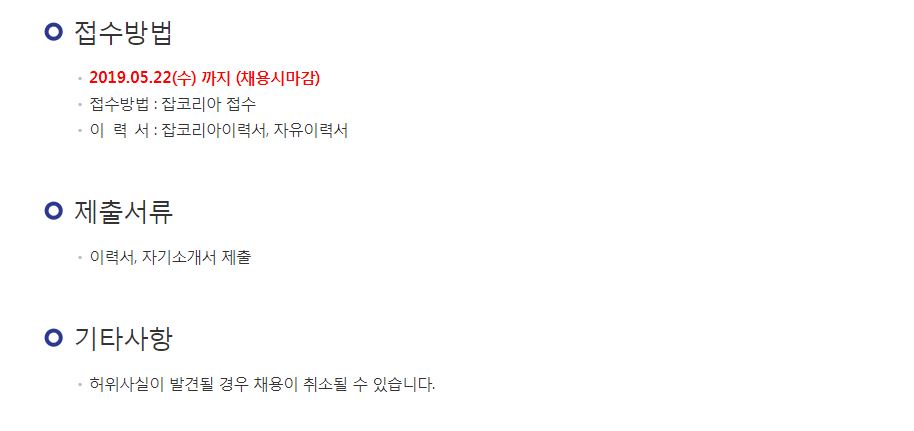 접수방법
2019.05.22(수) 까지 (채용시마감)
접수방법 : 잡코리아 접수
이 력 서 : 잡코리아이력서, 자유이력서
제출서류
이력서, 자기소개서 제출
기타사항
허위사실이 발견될 경우 채용이 취소될 수 있습니다.